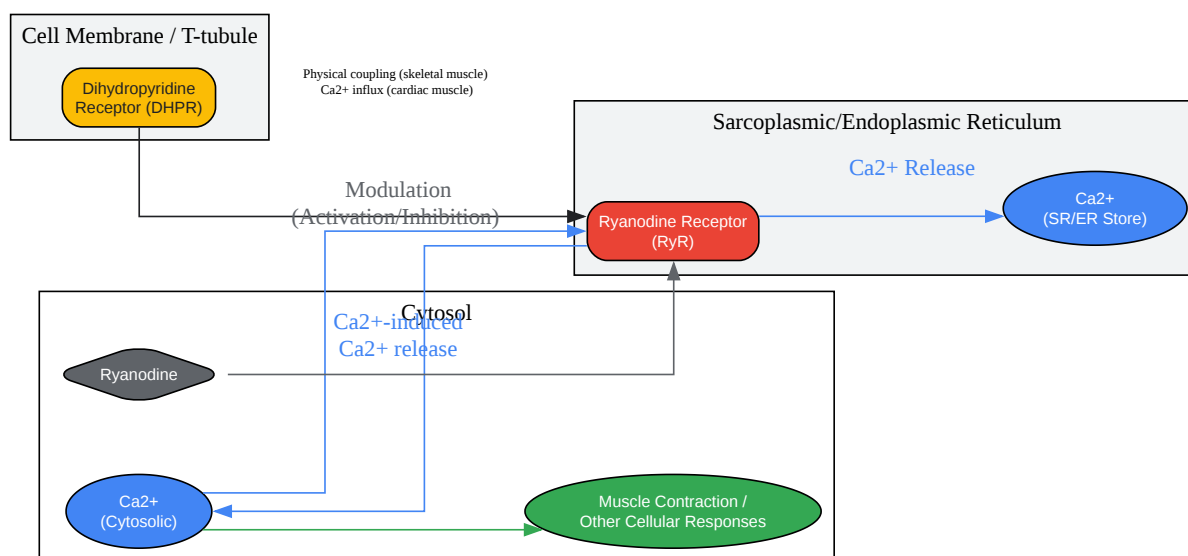 Cell Membrane / T-tubule
Dihydropyridine
Receptor (DHPR)
Physical coupling (skeletal muscle)
Ca2+ influx (cardiac muscle)
Sarcoplasmic/Endoplasmic Reticulum
Ca2+ Release
Ca2+
(SR/ER Store)
Modulation
(Activation/Inhibition)
Ryanodine Receptor
(RyR)
Cytosol
Ca2+-induced
Ca2+ release
Ryanodine
Ca2+
(Cytosolic)
Muscle Contraction /
Other Cellular Responses